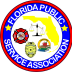 FLORIDA PUBLIC
SERVICE ASSOCIATION